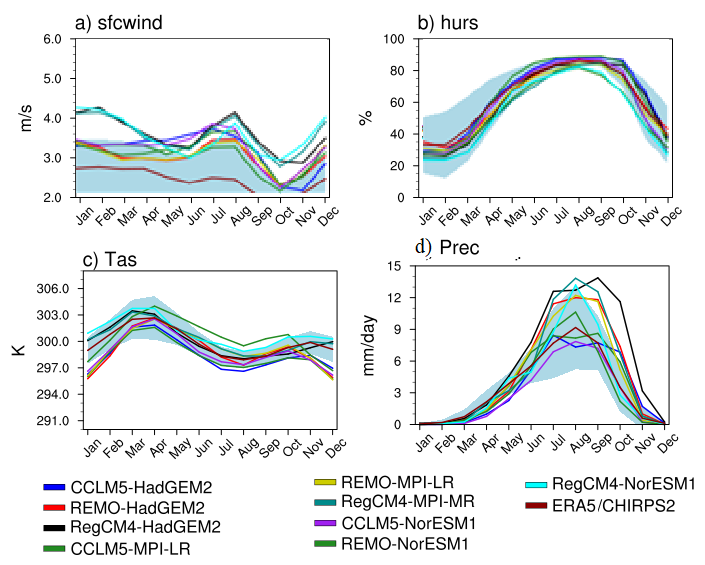 a) sfcwind
b) hurs
6.0
5.0
4.0
3.0
2.0
m/s
Jan Feb Mar Apr May Jun Jul Aug Sep Oct Nov Dec
100
80
60
40
20
0
%
Jan Feb Mar Apr May Jun Jul Aug Sep Oct Nov Dec
c) Tas
d) Prec
306.0
303.0
300.0
297.0
294.0
291.0
K
Jan Feb Mar Apr May Jun Jul Aug Sep Oct Nov Dec
15
12
9
6
3
0
mm/day
Jan Feb Mar Apr May Jun Jul Aug Sep Oct Nov Dec
CCLM5-HadGEM2
REMO-HadGEM2
RegCM4-HadGEM2
CCLM5-MPI-LR
REMO-MPI-LR
RegCM4-MPI-MR
CCLM5-NorESM1
REMO-NorESM1
RegCM4-NorESM1
ERA5/CHIRPS2